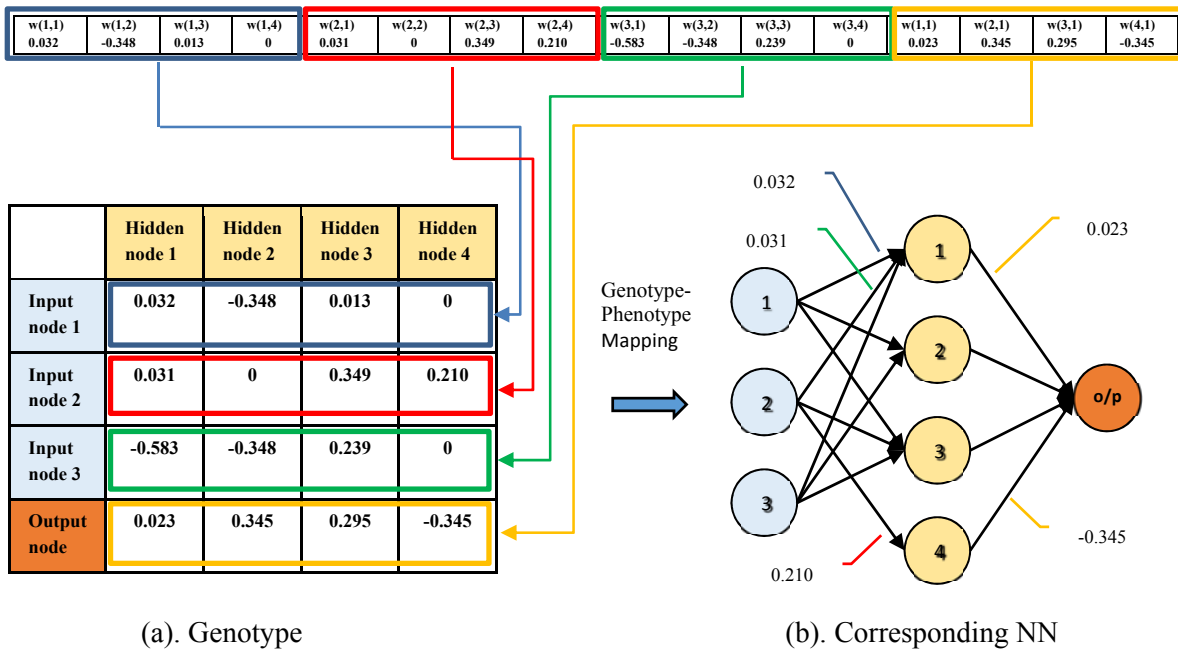 w(1,1) w(1,2) w(1,3) w(1,4) w(2,1) w(2,2) w(2,3) w(2,4) w(3,1) w(3,2) w(3,3) w(3,4) w(1,1) w(2,1) w(3,1) w(4,1)
0.032 -0.348 0.013 0 0.031 0 0.349 0.210 -0.583 -0.348 0.239 0 0.023 0.345 0.295 -0.345
Hidden Hidden Hidden Hidden
node 1 node 2 node 3 node 4
Input
node 1
0.032 -0.348 0.013 0
Input
node 2
0.031 0 0.349 0.210
Input
node 3
-0.583 -0.348 0.239 0
Output
node
0.023 0.345 0.295 -0.345
Genotype-
Phenotype
Mapping
0.032
0.031
0.023
1
1
2
2
o/p
3
3
4
0.210
-0.345
(a). Genotype
(b). Corresponding NN